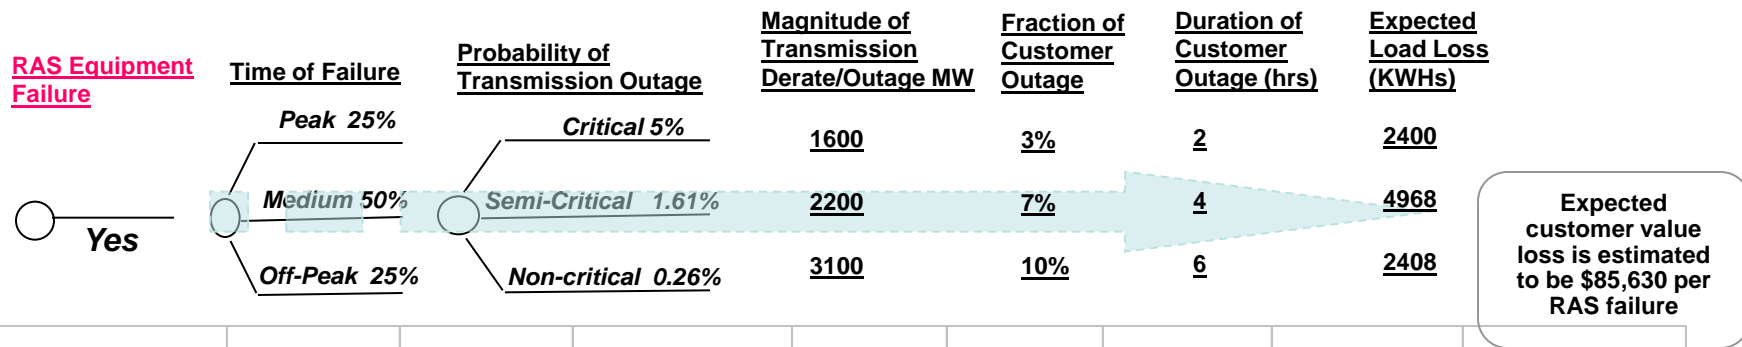 RAS Equipment
Failure
Time of Failure
Probability of
Transmission Outage
Magnitude of
Transmission
Derate/Outage MW
Fraction of
Customer
Outage
Duration of
Customer
Outage (hrs)
Expected
Load Loss
(KWHs)
Peak 25%
Critical 5%
1600
3%
2
2400
Yes
Medium 50%
Semi-Critical 1.61%
2200
7%
4
4968
Off-Peak 25%
Non-critical 0.26%
3100
10%
6
2408
Expected
customer value
loss is estimated
to be $85,630 per
RAS failure